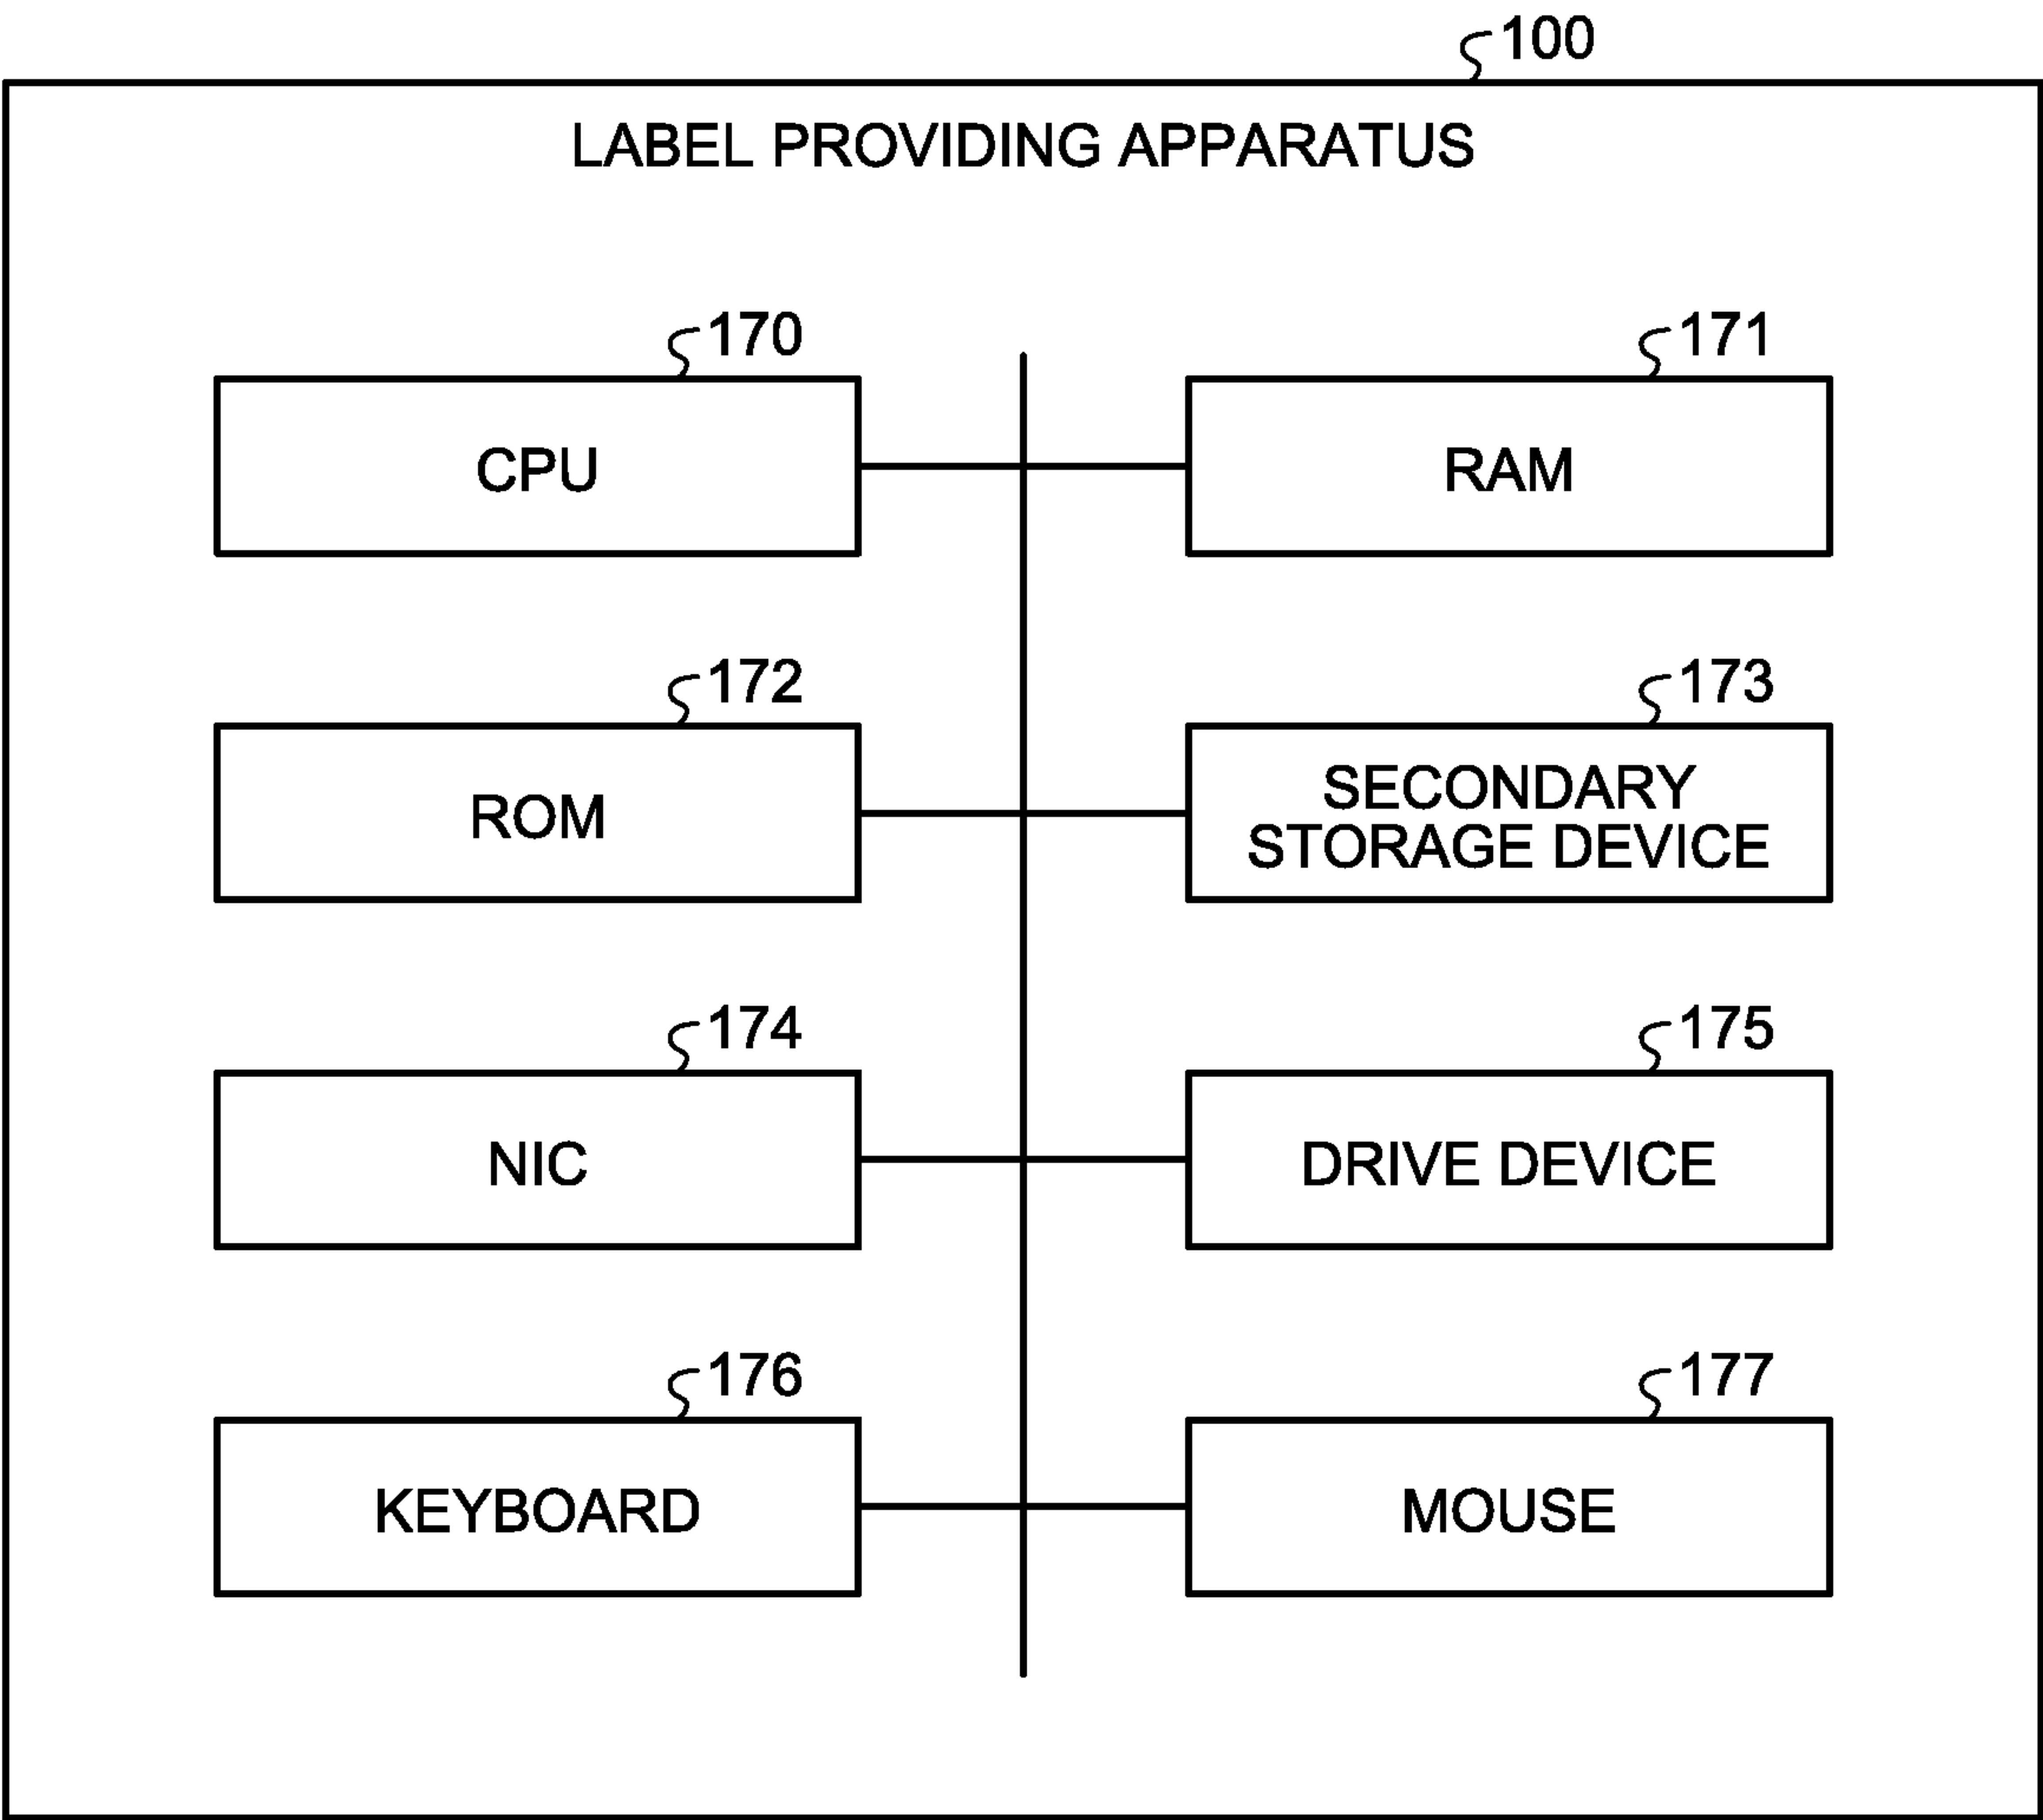 100
LABEL PROVIDING APPARATUS
170
171
CPU
RAM
172
173
ROM
SECONDARY
STORAGE DEVICE
174
175
NIC
DRIVE DEVICE
176
177
KEYBOARD
MOUSE